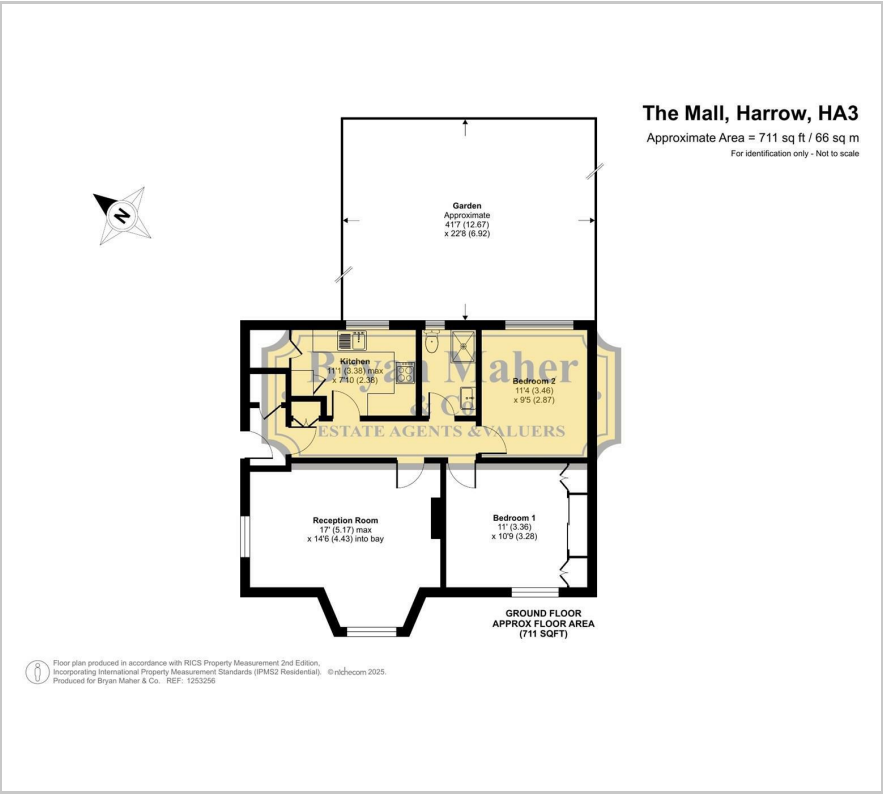 The Mall, Harrow, HA3
Approximate Area = 711 sq ft / 66 sq m
For identification only - Not to scale
N
Garden
Approximate
41'7 (12.67)
x 22'8 (6.92)
Kitchen
11'1 (3.38) max
x 7'10 (2.38)
Bedroom 2
11'4 (3.46)
x 9'5 (2.87)
Bryan Maher
& Co
ESTATE AGENTS & VALUERS
Reception Room
17' (5.17) max
x 14'6 (4.43) into bay
Bedroom 1
11' (3.36)
x 10'9 (3.28)
GROUND FLOOR
APPROX FLOOR AREA
(711 SQFT)
Floor plan produced in accordance with RICS Property Measurement 2nd Edition,
Incorporating International Property Measurement Standards (IPMS2 Residential). © nichecom 2025.
Produced for Bryan Maher & Co. REF: 1253256